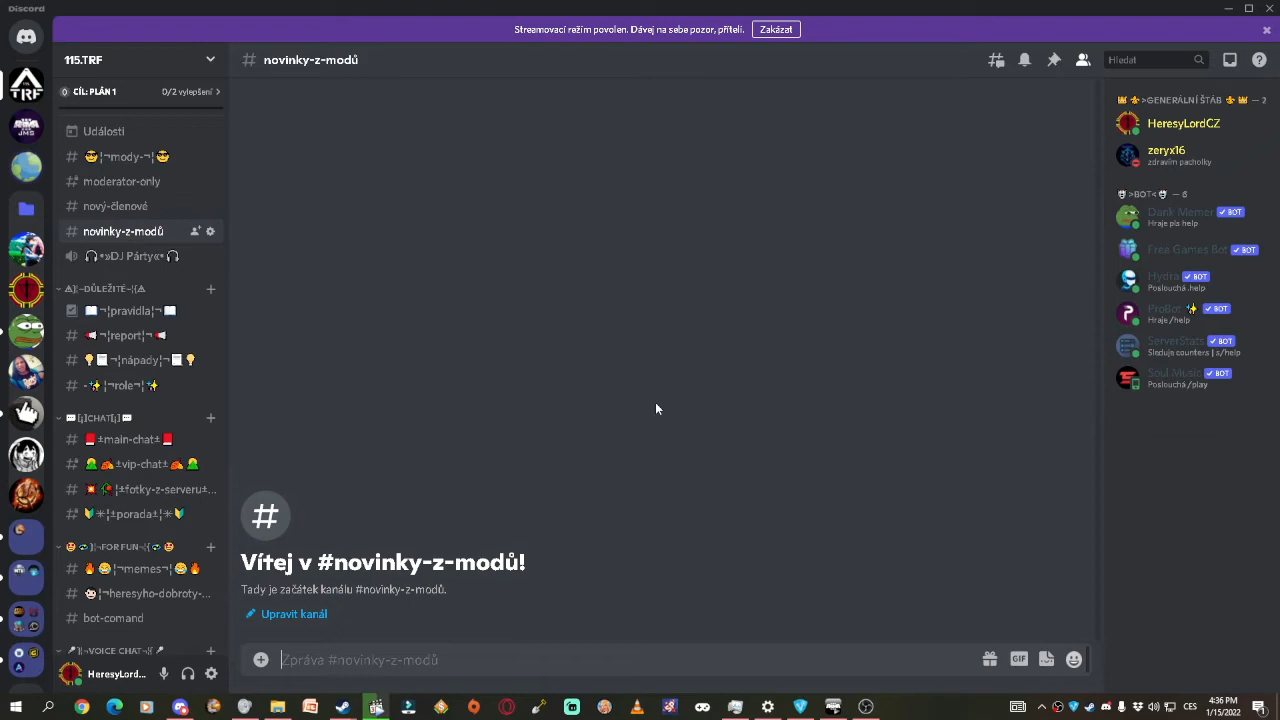 Discord
Streamovací režim povolen. Dávej na sebe pozor, příteli.
Zakázat
115.TRF
novinky-z-modů
Hledat
CÍL: PLÁN 1
0/2 vylepšení
Události
¦¬mody-¬¦
moderator-only
nový-členové
novinky-z-modů
•»DJ Párty«•
DŮLEŽITÉ
¦¬pravidla¦¬
¦¬report¦¬
¬¦nápady¦¬
¦¬role¬¦
CHAT
¦±main-chat±¦
¦±vip-chat±¦
¦±fotky-z-serveru±...
¦±porada±¦
FOR FUN
¦¬memes¬¦
¦¬heresyho-dobroty-...
bot-comand
VOICE CHAT
HeresyLord...
Vítej v #novinky-z-modů!
Tady je začátek kanálu #novinky-z-modů.
Upravit kanál
Zpráva #novinky-z-modů
GIF
>GENERÁLNÍ ŠTÁB — 2
HeresyLordCZ
zeryx16
zdravím pacholky
>BOT< — 6
Dank Memer BOT
Hraje pls help
Free Games Bot BOT
Hydra BOT
Poslouchá .help
ProBot ✨ BOT
Hraje /help
ServerStats BOT
Sleduje counters | s/help
Soul Music BOT
Poslouchá /play
CES
4:36 PM
1/15/2022